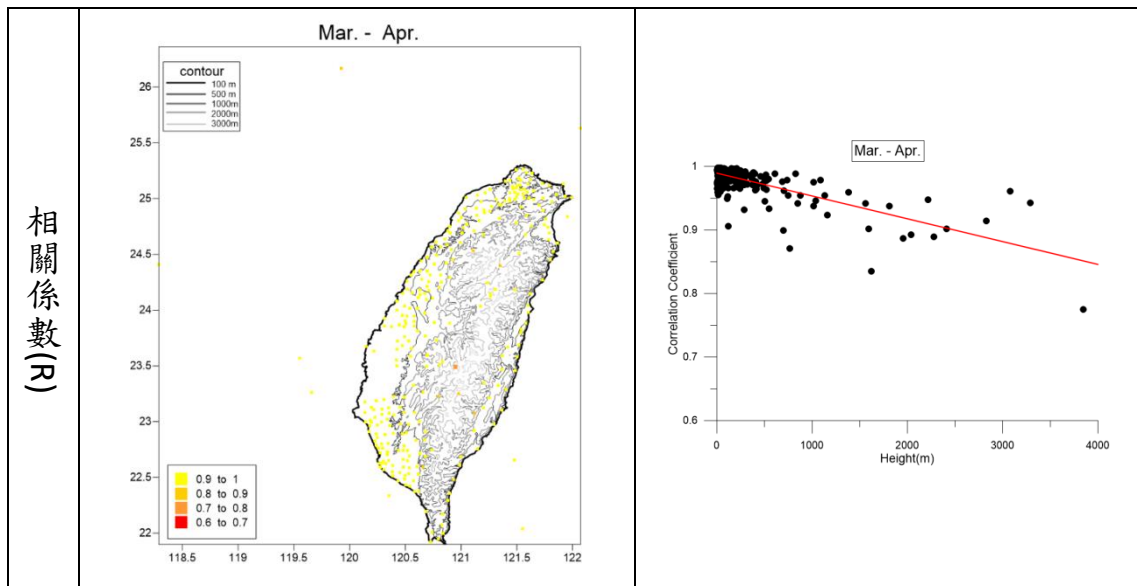 相關係數(R)
Mar. - Apr.
contour
100 m
500 m
1000m
2000m
3000m
26
25.5
25
24.5
24
23.5
23
22.5
22
0.9 to 1
0.8 to 0.9
0.7 to 0.8
0.6 to 0.7
118.5 119 119.5 120 120.5 121 121.5 122
Mar. - Apr.
1
0.9
0.8
0.7
0.6
Correlation Coefficient
0 1000 2000 3000 4000
Height(m)